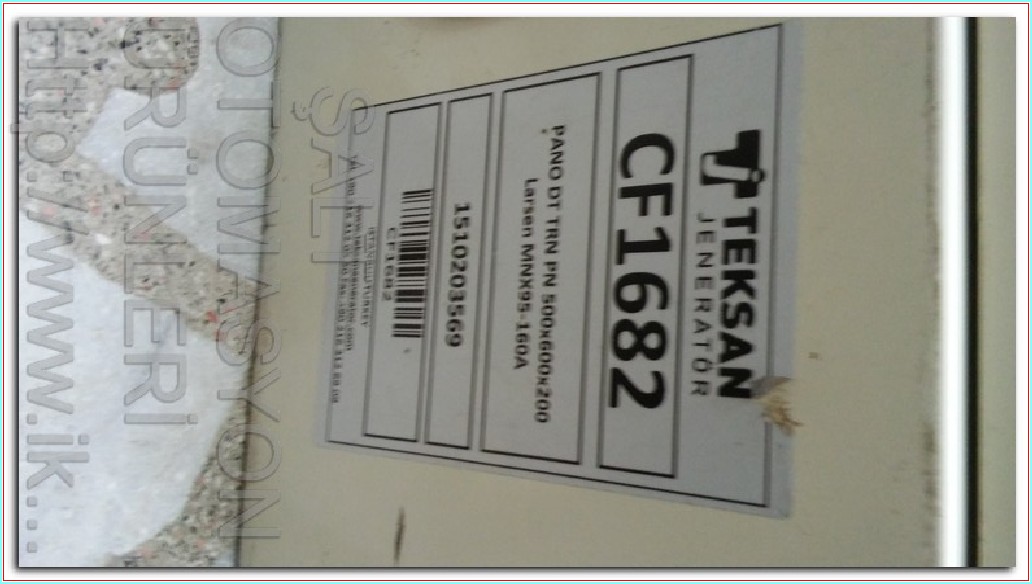 TEKSAN
JENERATÖR
CF1682
PANO DT TRN PN 500x600x200
Larsen MNX95-160A
1510203569
CF1682
ŞALT
OTOMASYON
ÜRÜNLERİ
Http://www.ik...